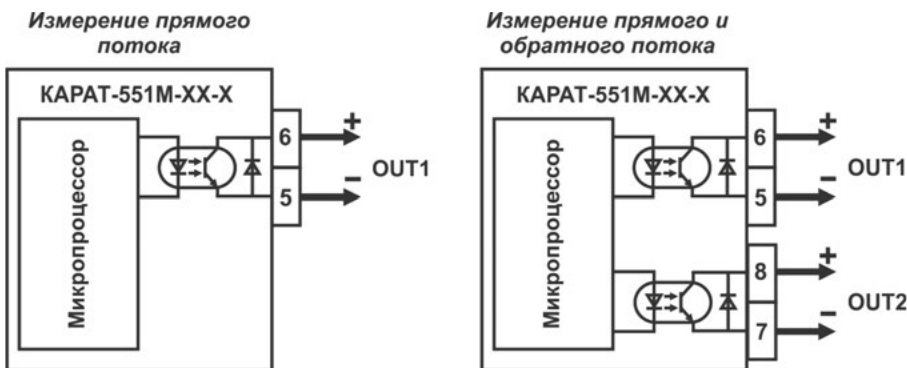 Измерение прямого
потока
КАРАТ-551М-ХХ-Х
Микропроцессор
6
+
5
–
OUT1
Измерение прямого и
обратного потока
КАРАТ-551М-ХХ-Х
Микропроцессор
6
+
5
–
OUT1
8
+
7
–
OUT2